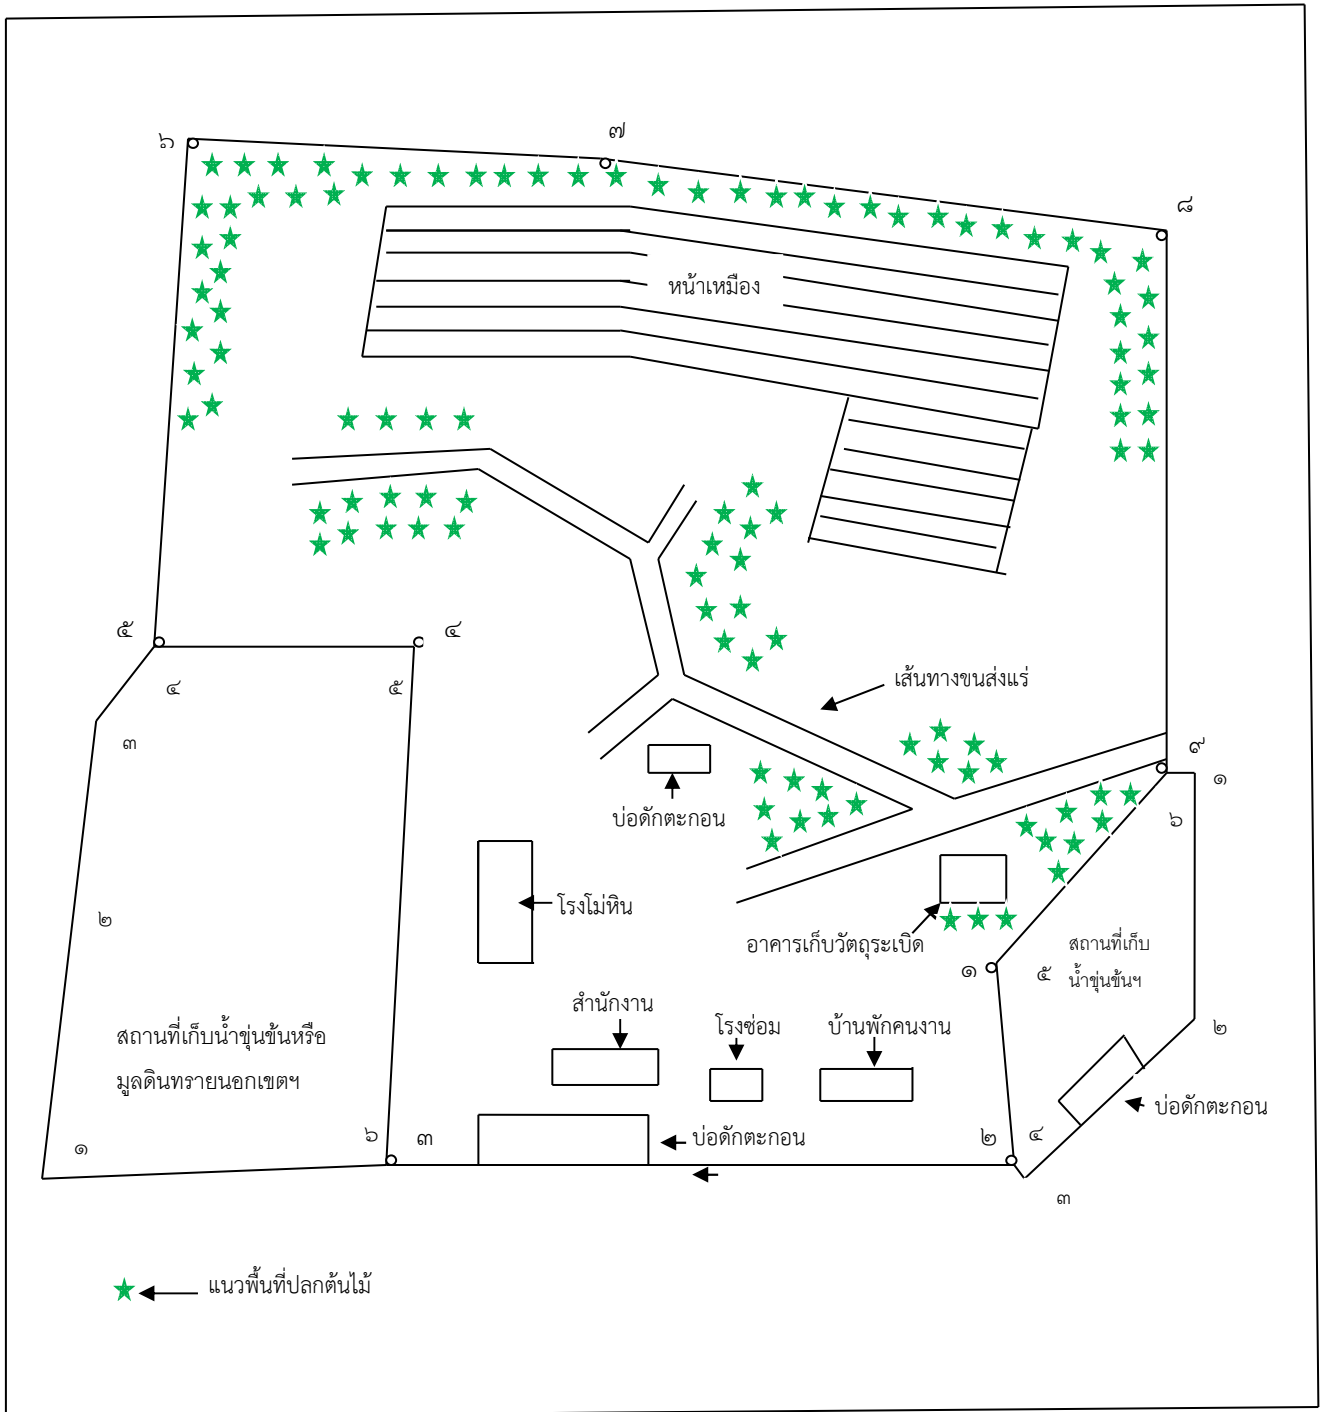 ๗
๖
๘
หน้าเหมือง
๕
๔
เส้นทางขนส่งแร่
๔
๕
๓
๙
๑
๖
บ่อดักตะกอน
โรงโม่หิน
๒
อาคารเก็บวัตถุระเบิด
สถานที่เก็บ
น้ำขุ่นข้นฯ
๑
๕
สำนักงาน
โรงซ่อม
บ้านพักคนงาน
๒
สถานที่เก็บน้ำขุ่นข้นหรือ
มูลดินทรายนอกเขตฯ
บ่อดักตะกอน
๑
๖
๓
บ่อดักตะกอน
๒
๔
๓
แนวพื้นที่ปลกต้นไม้